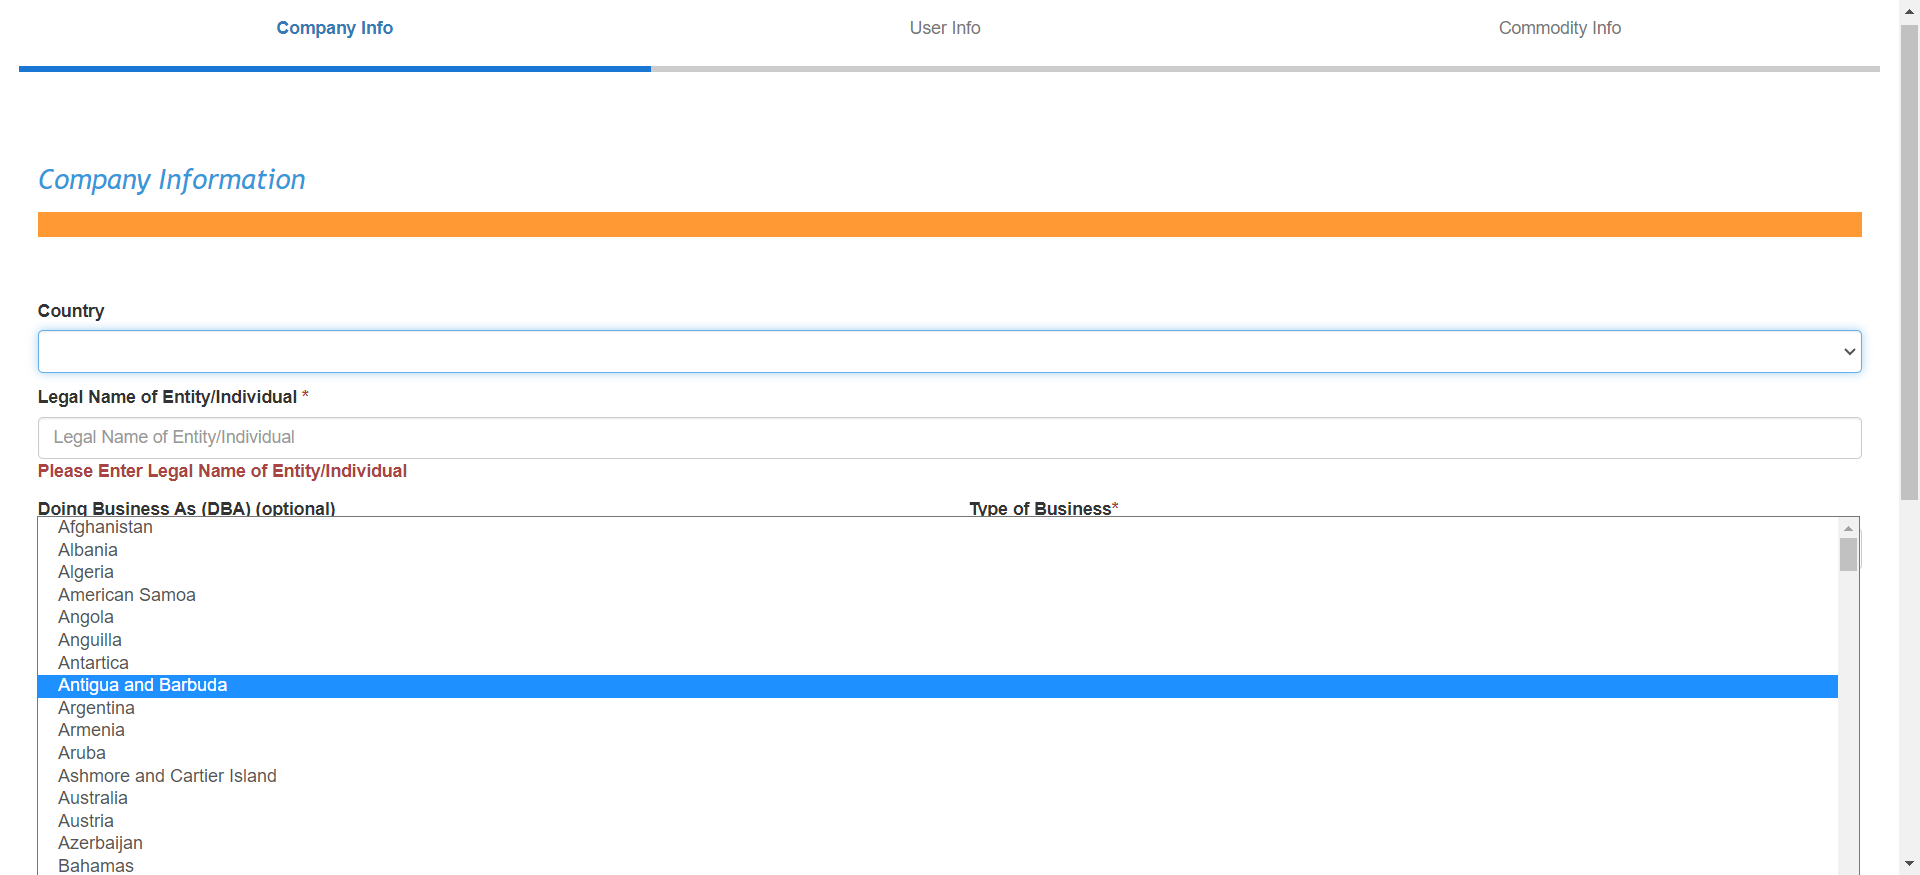 Company Info
User Info
Commodity Info
Company Information
Country
Legal Name of Entity/Individual *
Legal Name of Entity/Individual
Please Enter Legal Name of Entity/Individual
Doing Business As (DBA) (optional)
Type of Business*
Afghanistan
Albania
Algeria
American Samoa
Angola
Anguilla
Antartica
Antigua and Barbuda
Argentina
Armenia
Aruba
Ashmore and Cartier Island
Australia
Austria
Azerbaijan
Bahamas